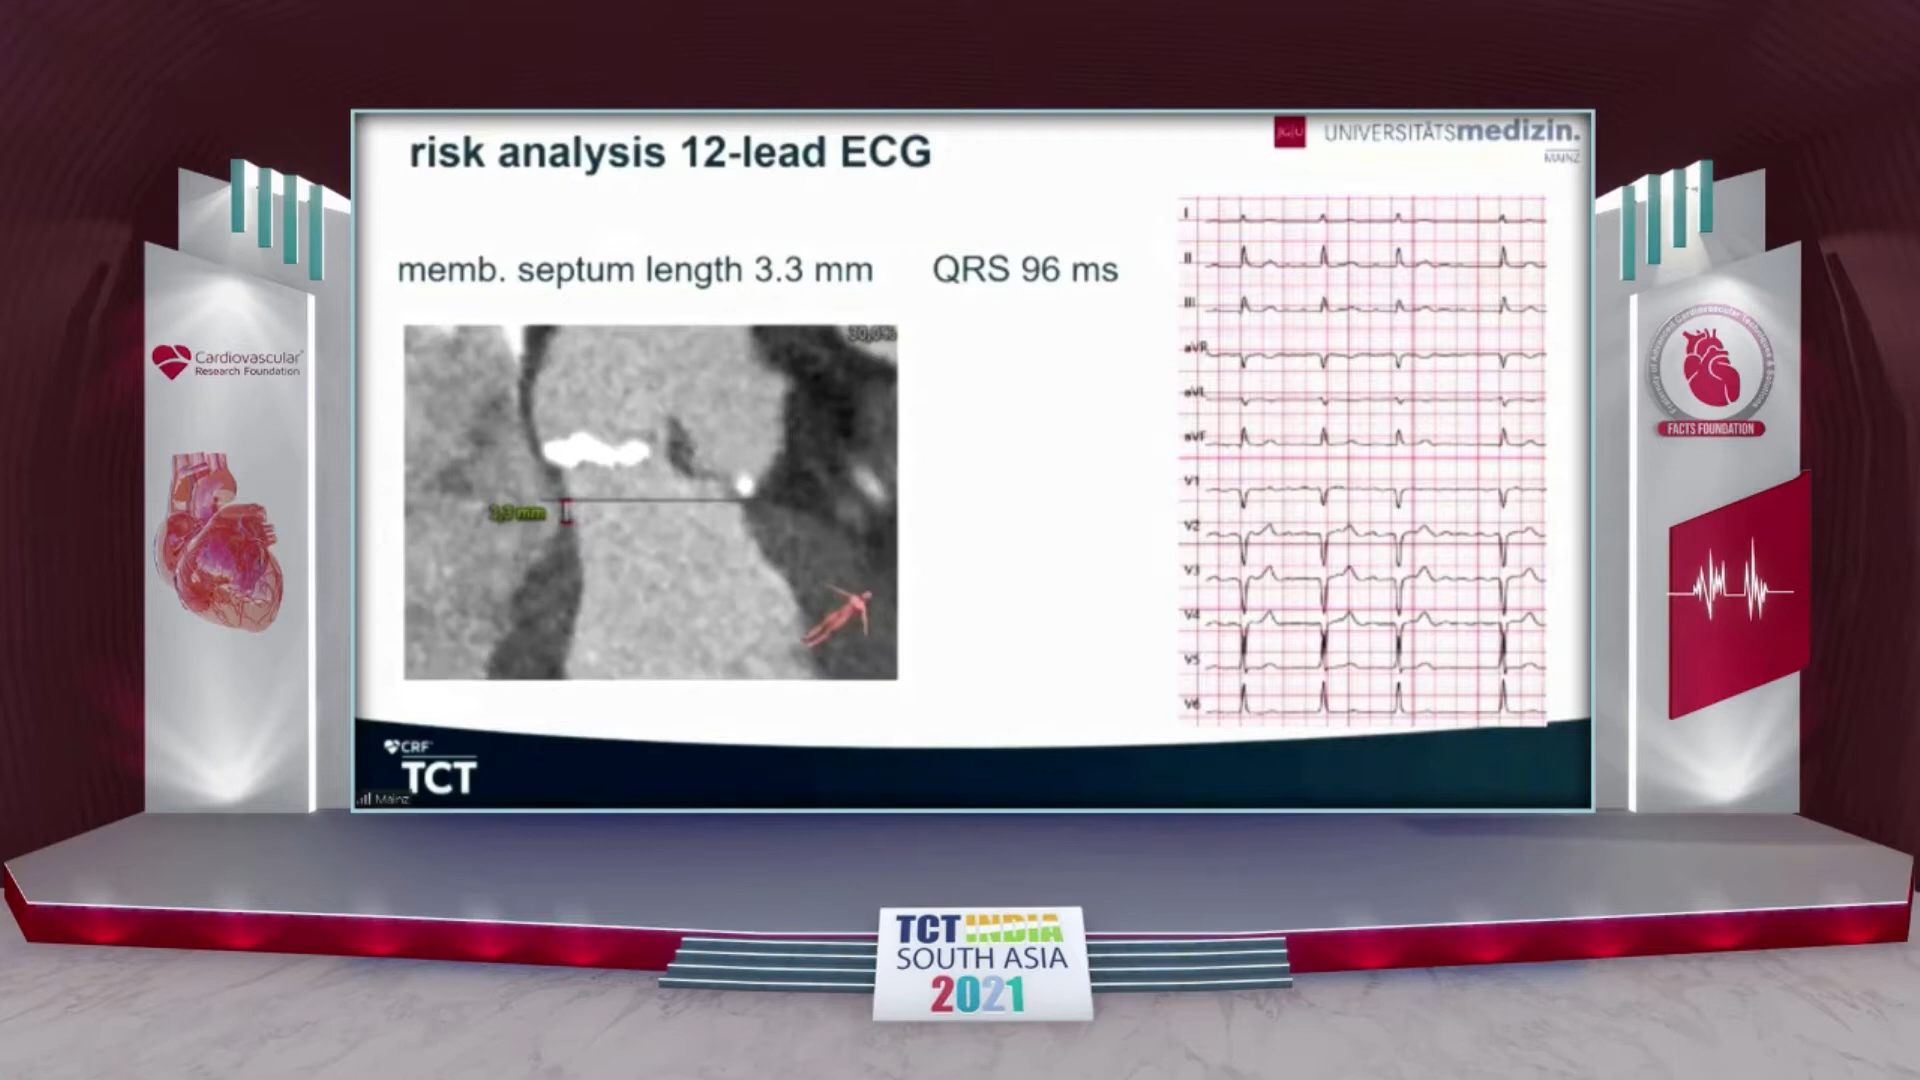 risk analysis 12-lead ECG
JG|U
UNIVERSITÄTSmedizin.
MAINZ
memb. septum length 3.3 mm
QRS 96 ms
3,3 mm
I
II
III
aVR
aVL
aVF
V1
V2
V3
V4
V5
V6
Cardiovascular
Research Foundation
FACTS FOUNDATION
CRF
TCT
Mainz
TCT INDIA
SOUTH ASIA
2021